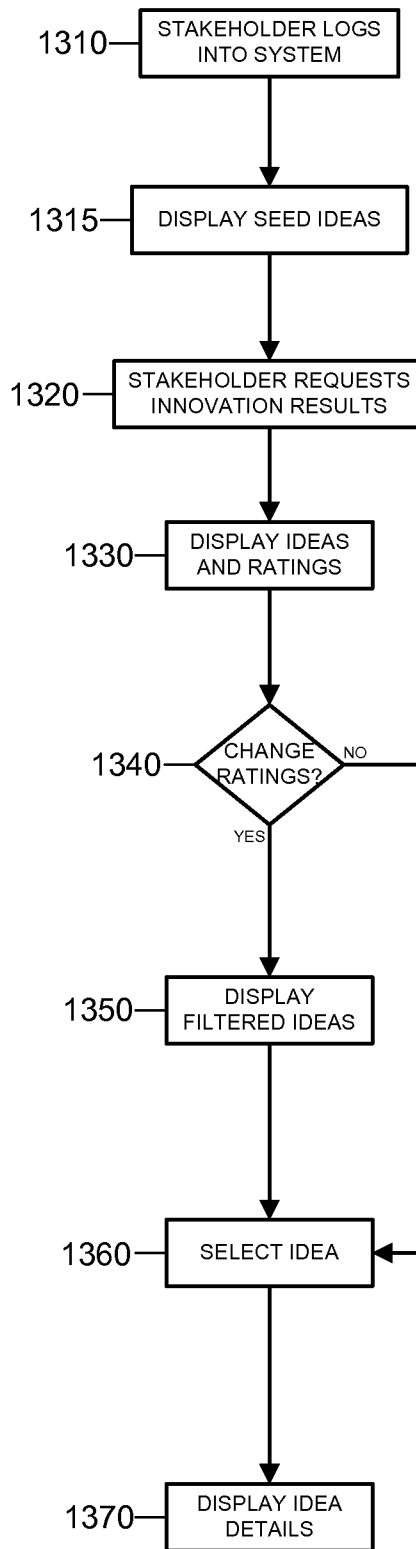 1310
STAKEHOLDER LOGS
INTO SYSTEM
1315
DISPLAY SEED IDEAS
1320
STAKEHOLDER REQUESTS
INNOVATION RESULTS
1330
DISPLAY IDEAS
AND RATINGS
1340
CHANGE
RATINGS?
NO
YES
1350
DISPLAY
FILTERED IDEAS
1360
SELECT IDEA
1370
DISPLAY IDEA
DETAILS